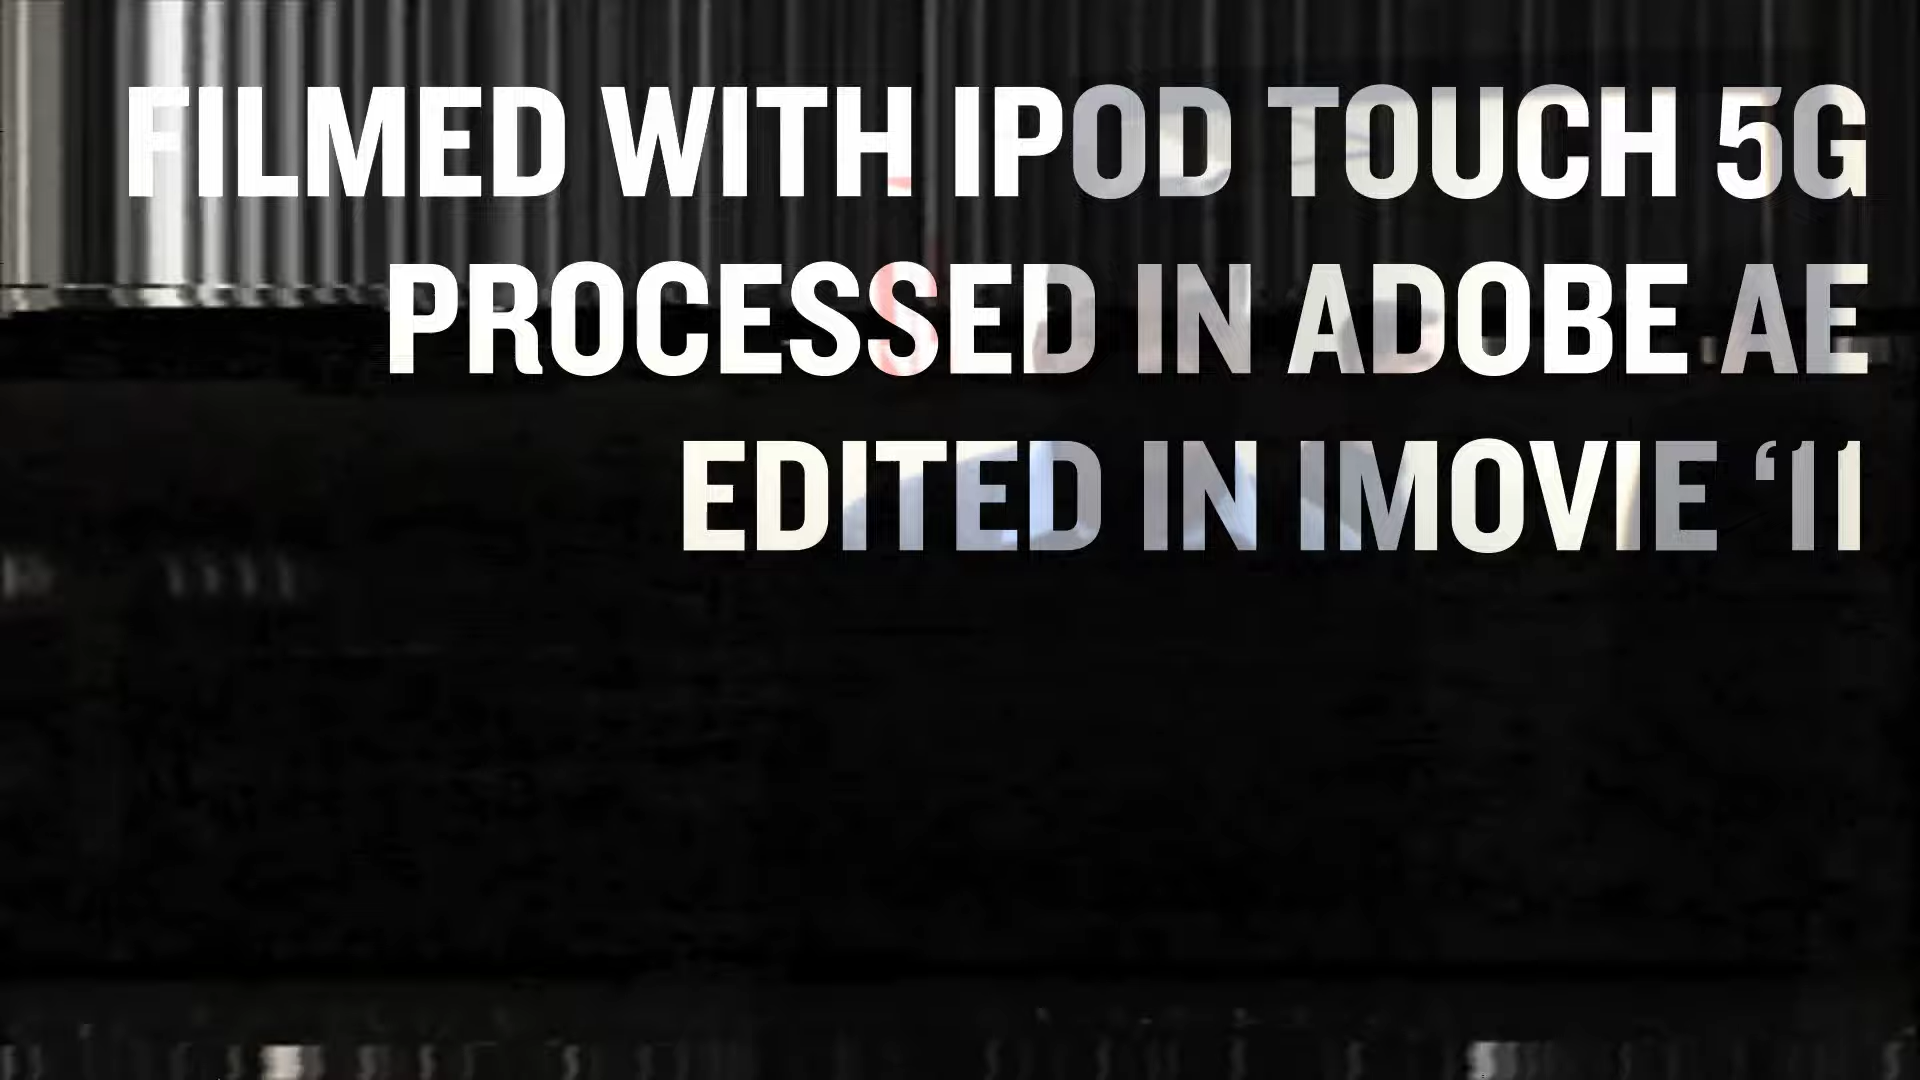 FILMED WITH IPOD TOUCH 5G
PROCESSED IN ADOBE AE
EDITED IN IMOVIE ‘11